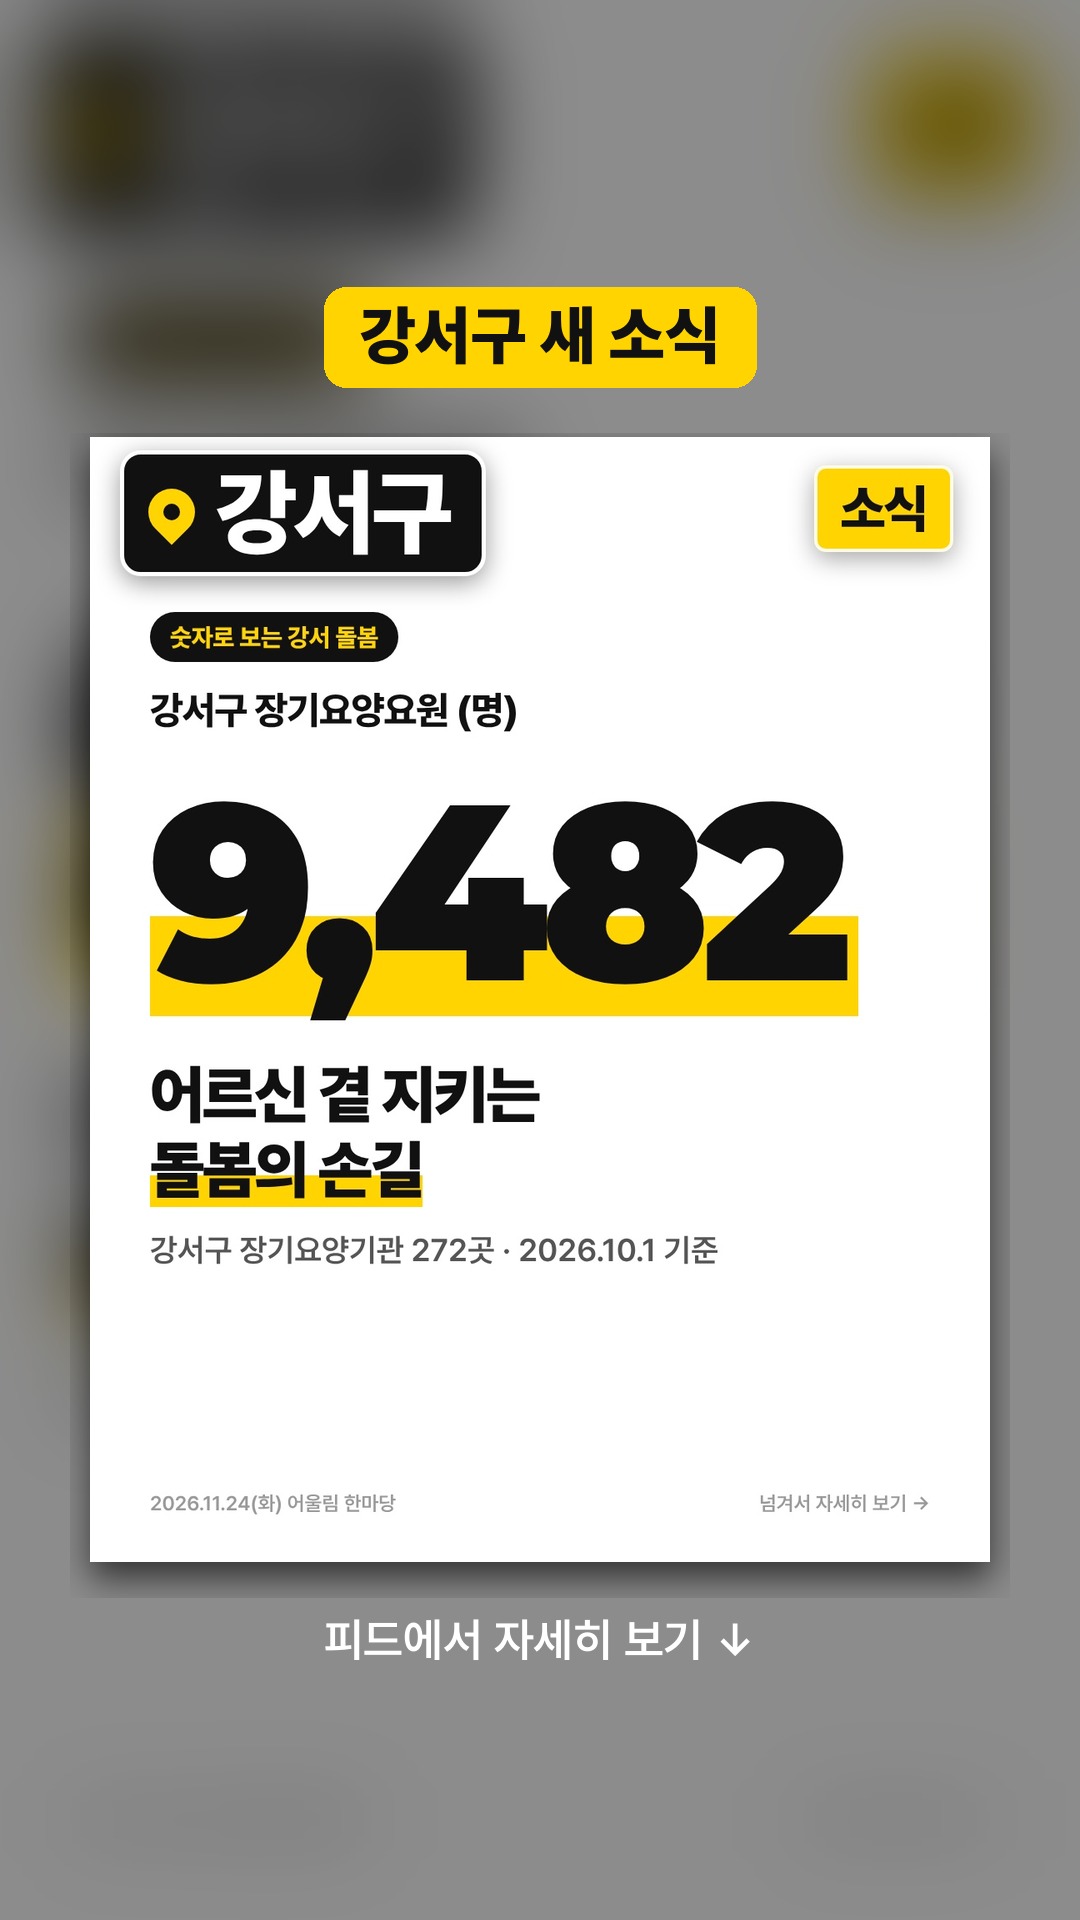 강서구 새 소식
강서구
소식
숫자로 보는 강서 돌봄
강서구 장기요양요원 (명)
9,482
어르신 곁 지키는
돌봄의 손길
강서구 장기요양기관 272곳 · 2026.10.1 기준
2026.11.24(화) 어울림 한마당
넘겨서 자세히 보기 →
피드에서 자세히 보기 ↓